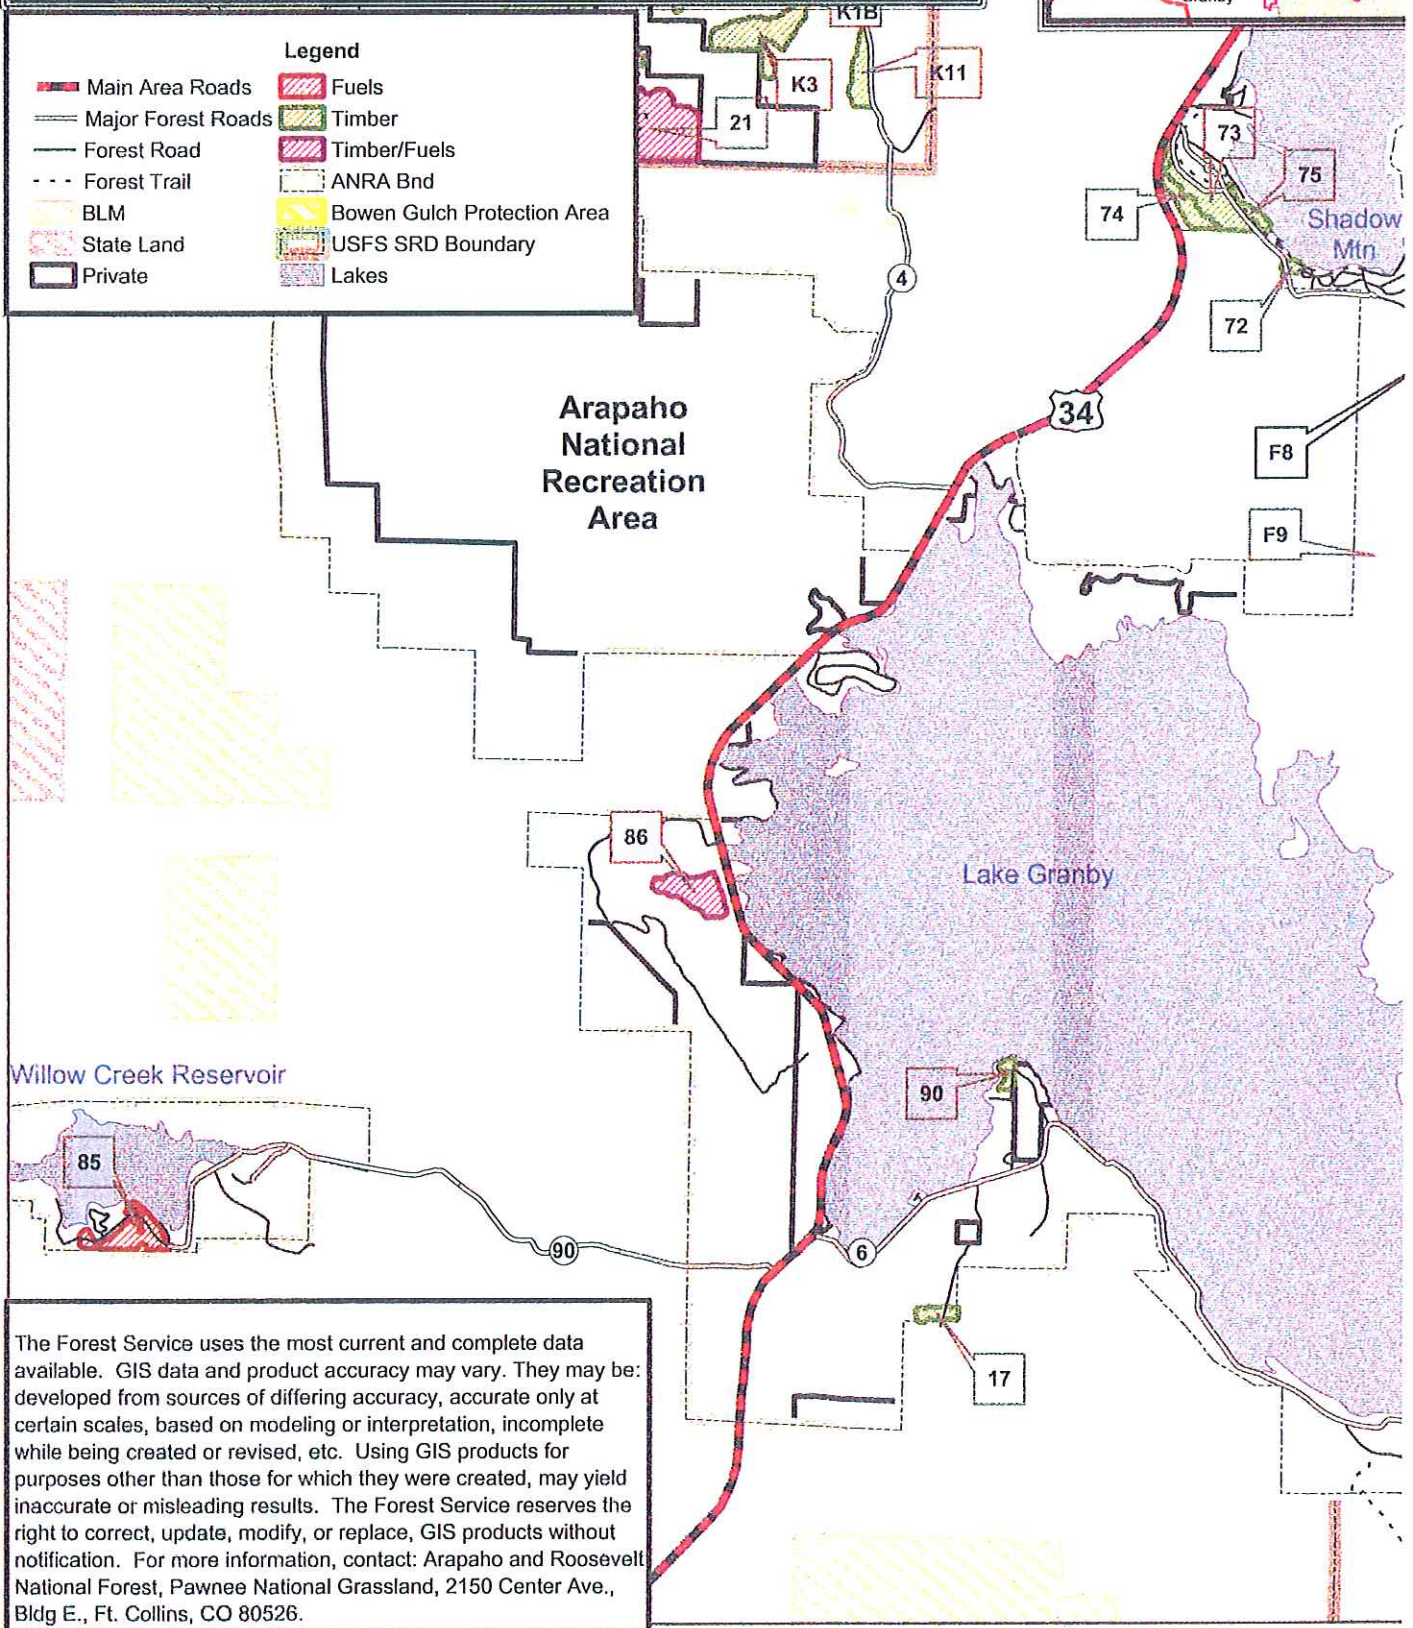 Granby
Legend
Main Area Roads
Major Forest Roads
Forest Road
Forest Trail
BLM
State Land
Private
Fuels
Timber
Timber/Fuels
ANRA Bnd
Bowen Gulch Protection Area
USFS SRD Boundary
Lakes
K1B
K3
K11
21
73
75
74
Shadow
Mtn
72
4
34
Arapaho
National
Recreation
Area
F8
F9
86
Lake Granby
Willow Creek Reservoir
90
85
90
6
17
The Forest Service uses the most current and complete data
available. GIS data and product accuracy may vary. They may be:
developed from sources of differing accuracy, accurate only at
certain scales, based on modeling or interpretation, incomplete
while being created or revised, etc. Using GIS products for
purposes other than those for which they were created, may yield
inaccurate or misleading results. The Forest Service reserves the
right to correct, update, modify, or replace, GIS products without
notification. For more information, contact: Arapaho and Roosevelt
National Forest, Pawnee National Grassland, 2150 Center Ave.,
Bldg E., Ft. Collins, CO 80526.